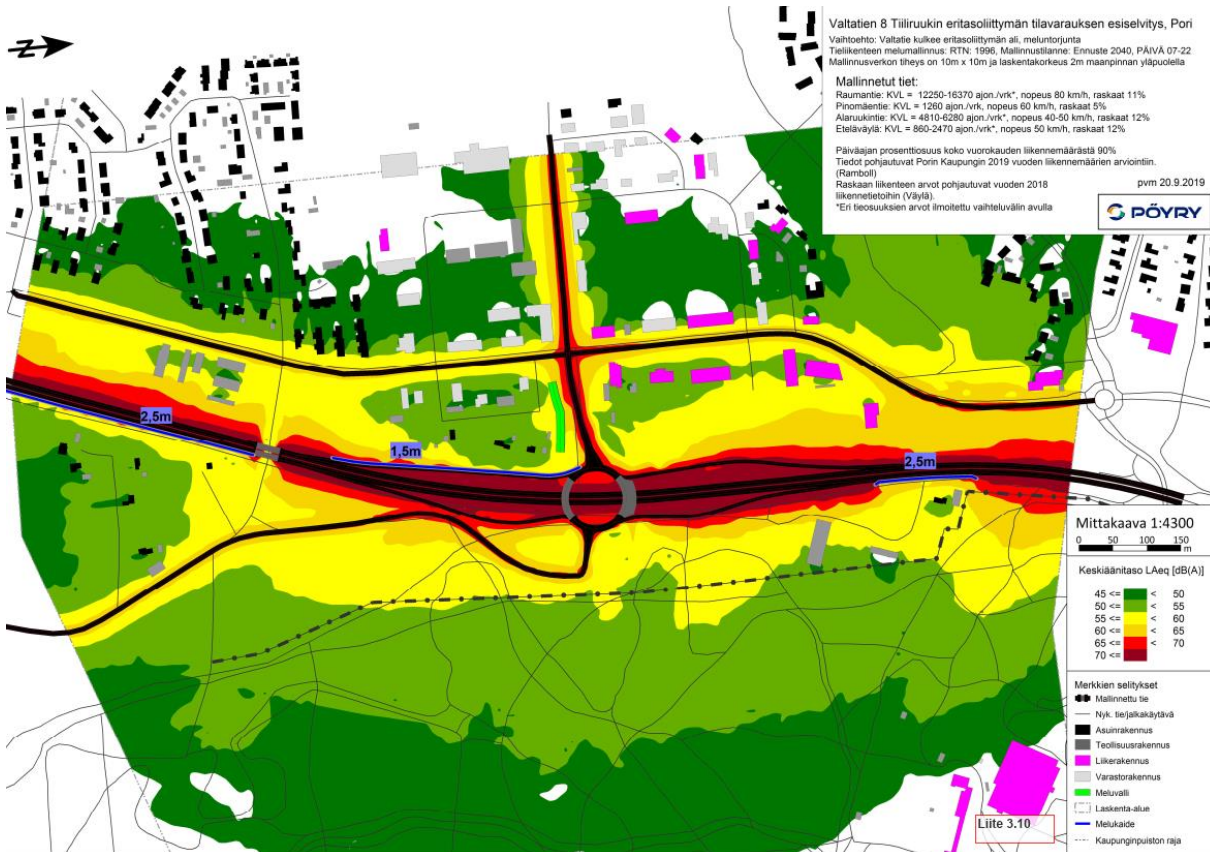 Valtatien 8 Tiiliruukin eritasoliittymän tilavarauksen esiselvitys, Pori
Vaihtoehto: Valtatie kulkee eritasoliittymän ali, meluntorjunta
Tieliikenteen melumallinnus: RTN: 1996, Mallinnustilanne: Ennuste 2040, PÄIVÄ 07-22
Mallinnusverkon tiheys on 10m x 10m ja laskentakorkeus 2m maanpinnan yläpuolella
Mallinnetut tiet:
Raumantie: KVL = 12250-16370 ajon./vrk*, nopeus 80 km/h, raskaat 11%
Pinomäentie: KVL = 1260 ajon./vrk, nopeus 60 km/h, raskaat 5%
Alaruukintie: KVL = 4810-6280 ajon./vrk*, nopeus 40-50 km/h, raskaat 12%
Eteläväylä: KVL = 860-2470 ajon./vrk*, nopeus 50 km/h, raskaat 12%
Päiväajan prosenttiosuus koko vuorokauden liikennemäärästä 90%
Tiedot pohjautuvat Porin Kaupungin 2019 vuoden liikennemäärien arviointiin.
(Ramboll)
Raskaan liikenteen arvot pohjautuvat vuoden 2018
liikennetietoihin (Väylä).
*Eri tieosuuksien arvot ilmoitettu vaihteluvälin avulla
pvm 20.9.2019
PÖYRY
N
2,5m
1,5m
2,5m
Mittakaava 1:4300
0 50 100 150
m
Keskiäänitaso LAeq [dB(A)]
45 <= < 50
50 <= < 55
55 <= < 60
60 <= < 65
65 <= < 70
70 <=
Merkkien selitykset
Mallinnettu tie
Nyk. tie/jalkakäytävä
Asuinrakennus
Teollisuusrakennus
Liikerakennus
Varastorakennus
Meluvalli
Laskenta-alue
Melukaide
Kaupunginpuiston raja
Liite 3.10